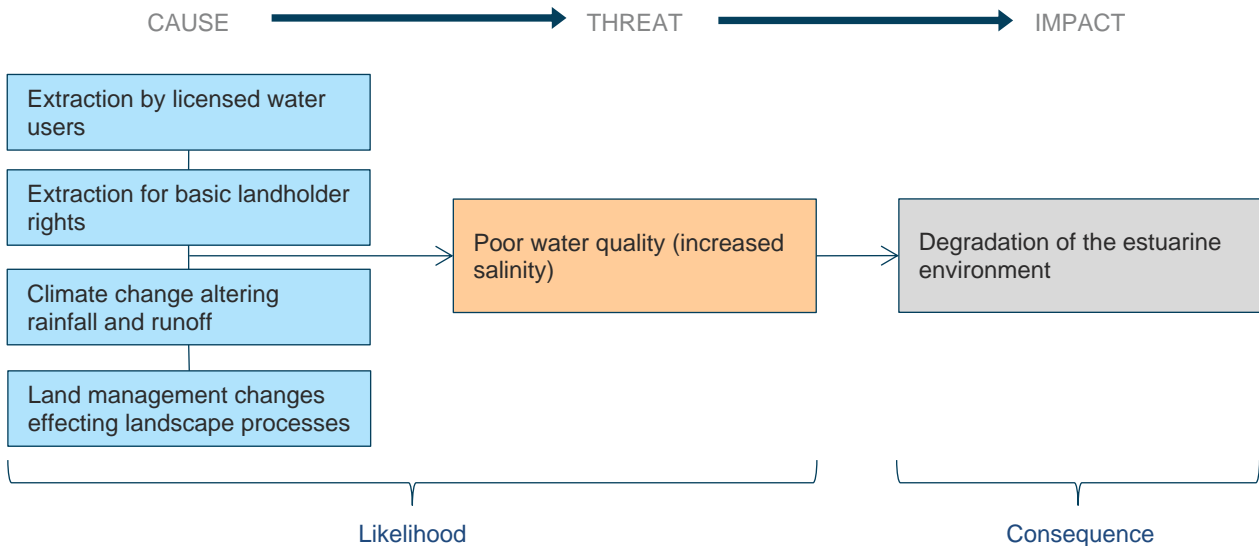 CAUSE
THREAT
IMPACT
Extraction by licensed water
users
Extraction for basic landholder
rights
Climate change altering
rainfall and runoff
Land management changes
effecting landscape processes
Poor water quality (increased
salinity)
Degradation of the estuarine
environment
Likelihood
Consequence